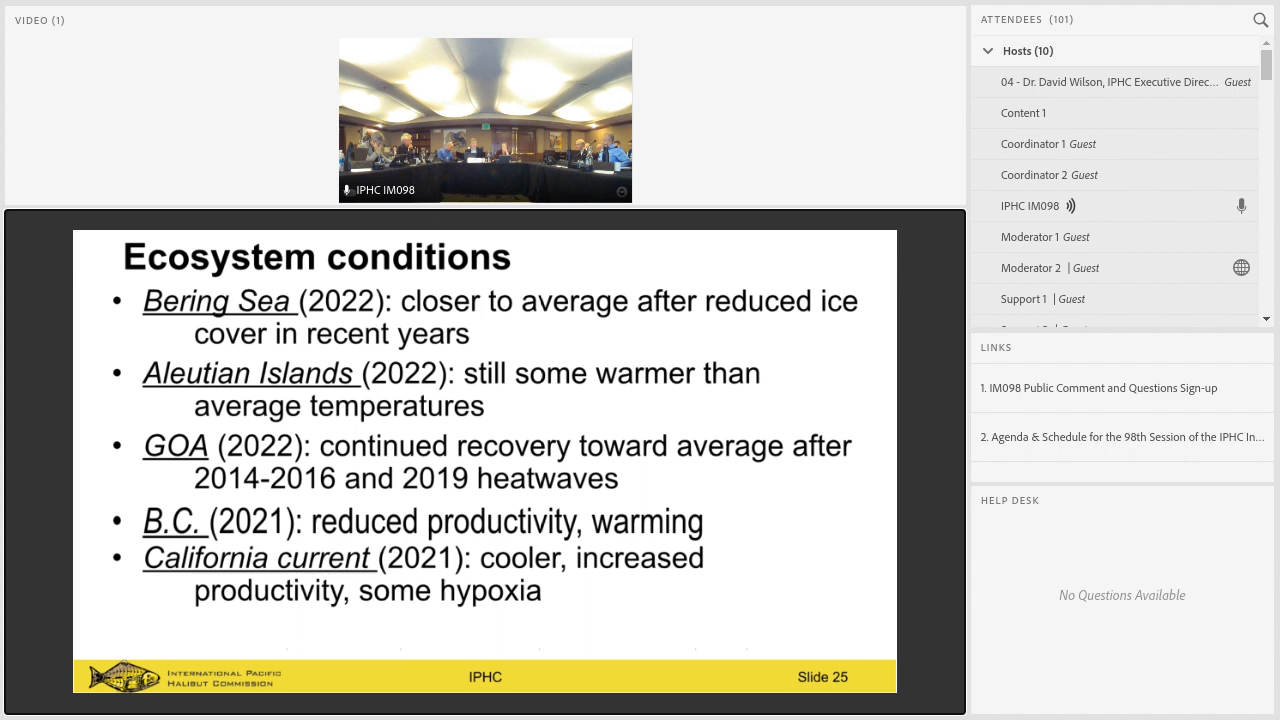 VIDEO (1)
IPHC IM098
Ecosystem conditions
• Bering Sea (2022): closer to average after reduced ice
cover in recent years
• Aleutian Islands (2022): still some warmer than
average temperatures
• GOA (2022): continued recovery toward average after
2014-2016 and 2019 heatwaves
• B.C. (2021): reduced productivity, warming
• California current (2021): cooler, increased
productivity, some hypoxia
INTERNATIONAL PACIFIC
HALIBUT COMMISSION
IPHC
Slide 25
ATTENDEES (101)
Hosts (10)
04 - Dr. David Wilson, IPHC Executive Direc... Guest
Content 1
Coordinator 1 Guest
Coordinator 2 Guest
IPHC IM098
Moderator 1 Guest
Moderator 2 | Guest
Support 1 | Guest
LINKS
1. IM098 Public Comment and Questions Sign-up
2. Agenda & Schedule for the 98th Session of the IPHC In...
HELP DESK
No Questions Available